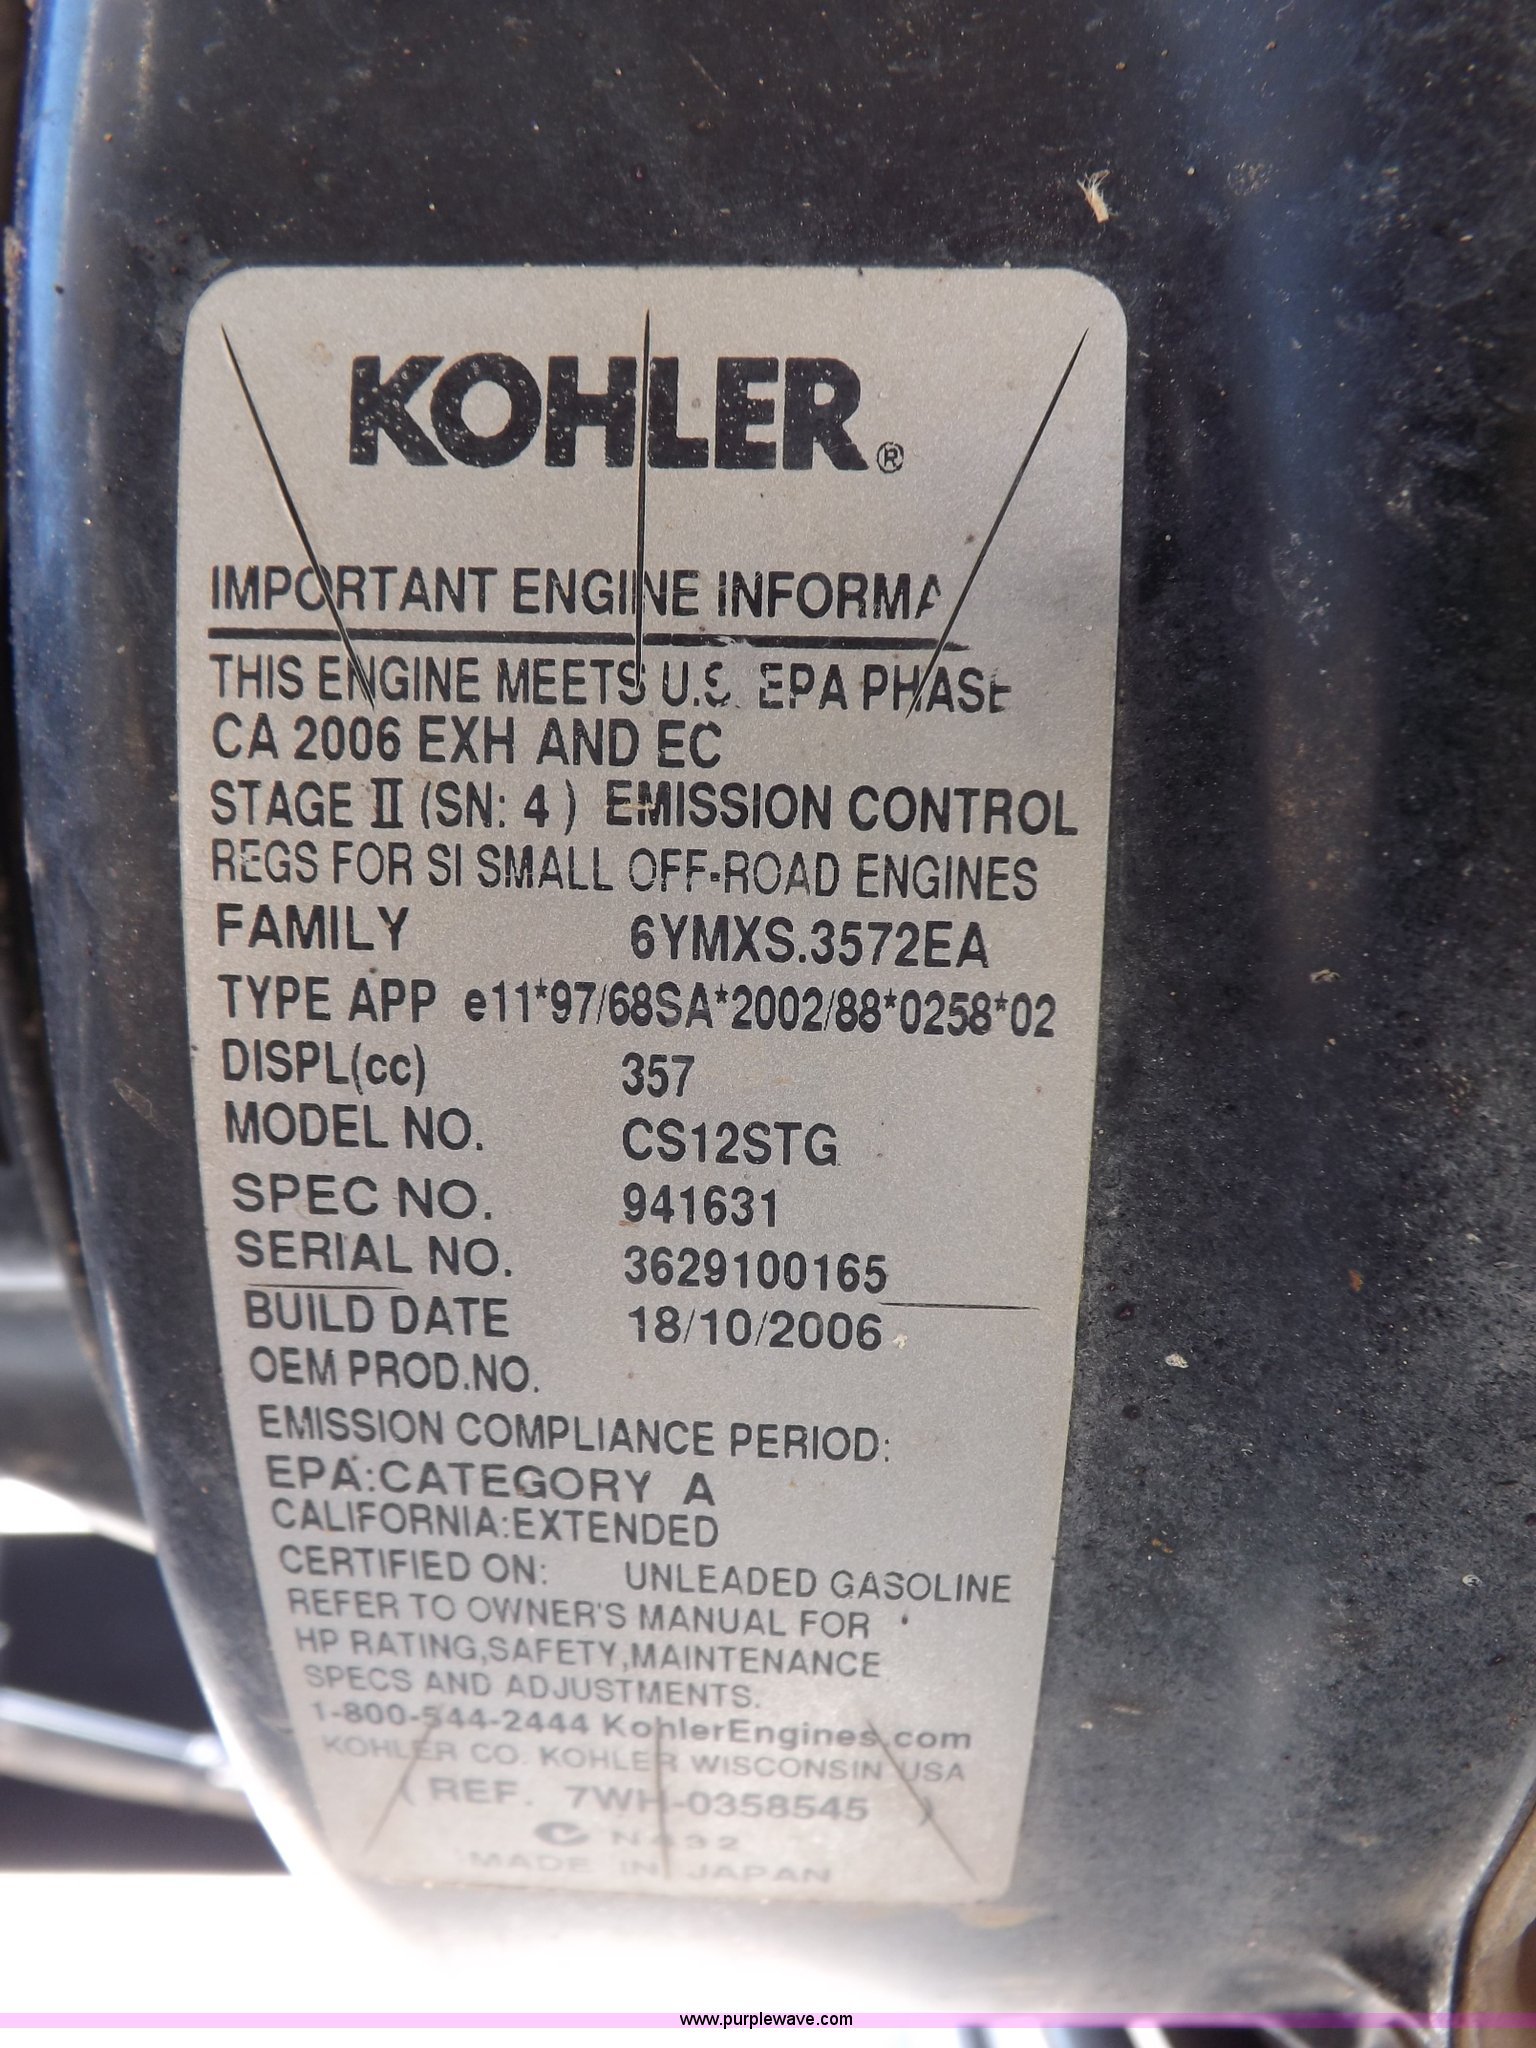 KOHLER®
IMPORTANT ENGINE INFORMA
THIS ENGINE MEETS U.S. EPA PHASE
CA 2006 EXH AND EC
STAGE II (SN: 4 ) EMISSION CONTROL
REGS FOR SI SMALL OFF-ROAD ENGINES
FAMILY 6YMXS.3572EA
TYPE APP e11*97/68SA*2002/88*0258*02
DISPL(cc) 357
MODEL NO. CS12STG
SPEC NO. 941631
SERIAL NO. 3629100165
BUILD DATE 18/10/2006
OEM PROD.NO.
EMISSION COMPLIANCE PERIOD:
EPA:CATEGORY A
CALIFORNIA:EXTENDED
CERTIFIED ON: UNLEADED GASOLINE
REFER TO OWNER'S MANUAL FOR
HP RATING,SAFETY,MAINTENANCE
SPECS AND ADJUSTMENTS.
1-800-544-2444 KohlerEngines.com
KOHLER CO. KOHLER WISCONSIN USA
( REF. 7WH-0358545 )
N432
MADE IN JAPAN
www.purplewave.com